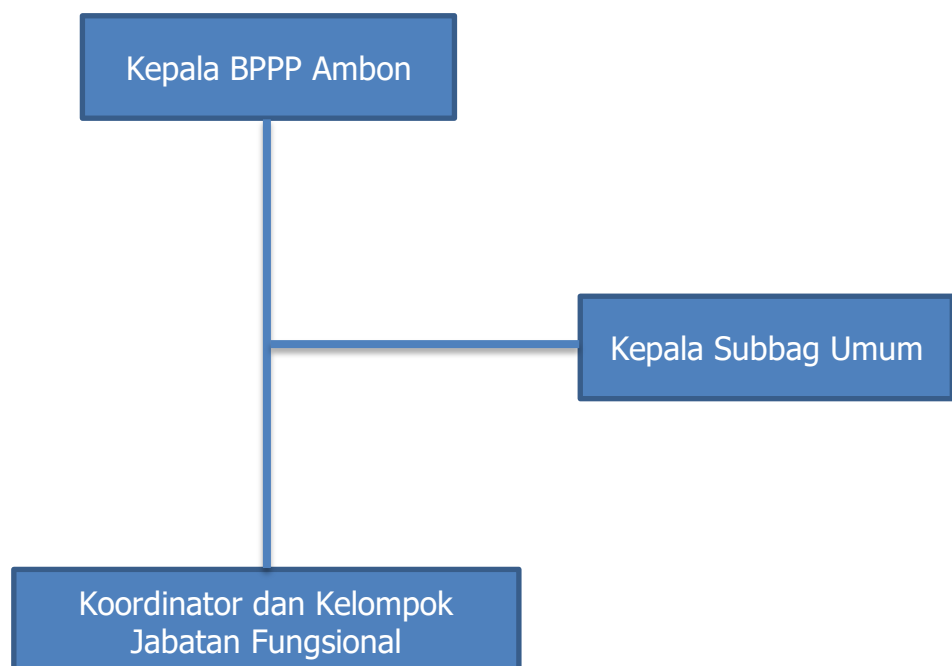 Kepala BPPP Ambon
Kepala Subbag Umum
Koordinator dan Kelompok
Jabatan Fungsional